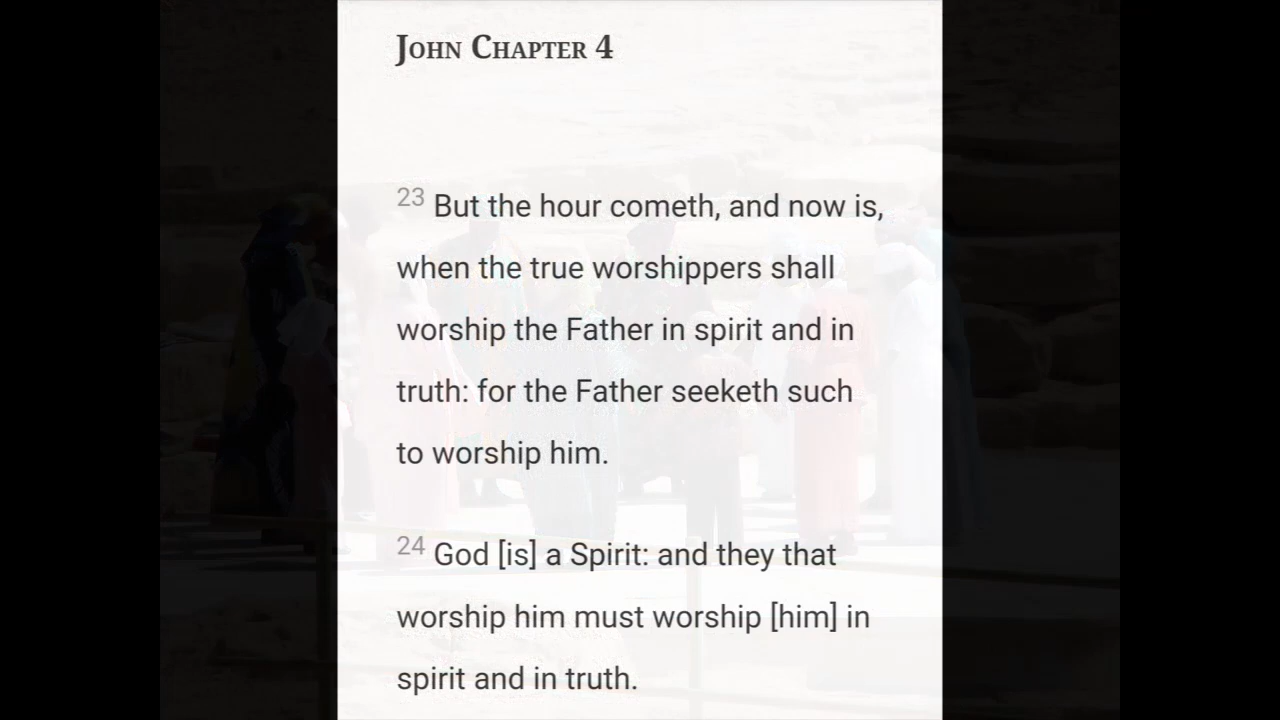 John Chapter 4
23 But the hour cometh, and now is,
when the true worshippers shall
worship the Father in spirit and in
truth: for the Father seeketh such
to worship him.
24 God [is] a Spirit: and they that
worship him must worship [him] in
spirit and in truth.